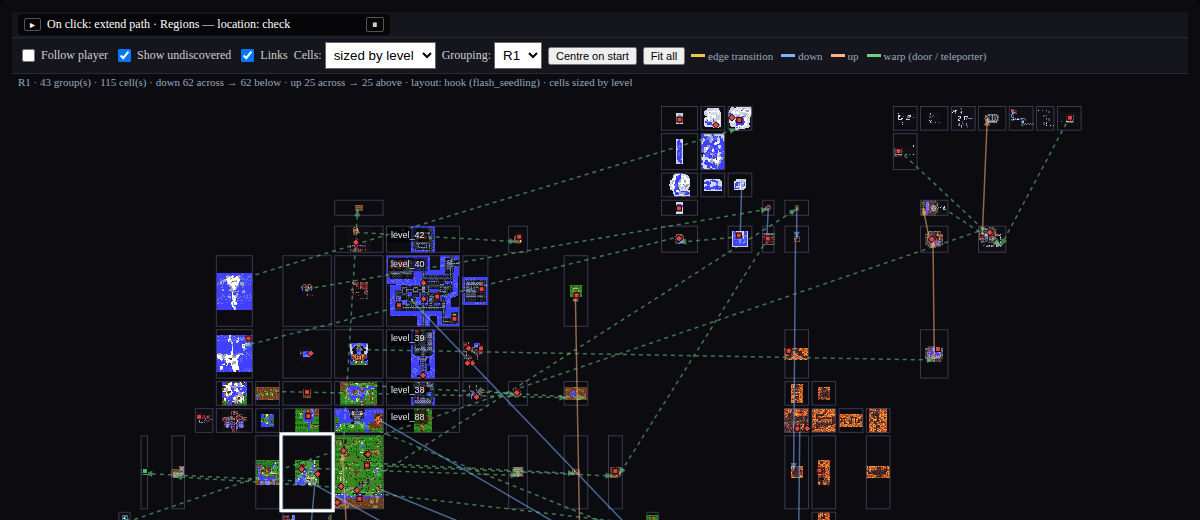 On click: extend path · Regions — location: check
Follow player Show undiscovered Links Cells: sized by level Grouping: R1 Centre on start Fit all edge transition down up warp (door / teleporter)
R1 · 43 group(s) · 115 cell(s) · down 62 across → 62 below · up 25 across → 25 above · layout: hook (flash_seedling) · cells sized by level
level_42
level_40
level_39
level_38
level_88